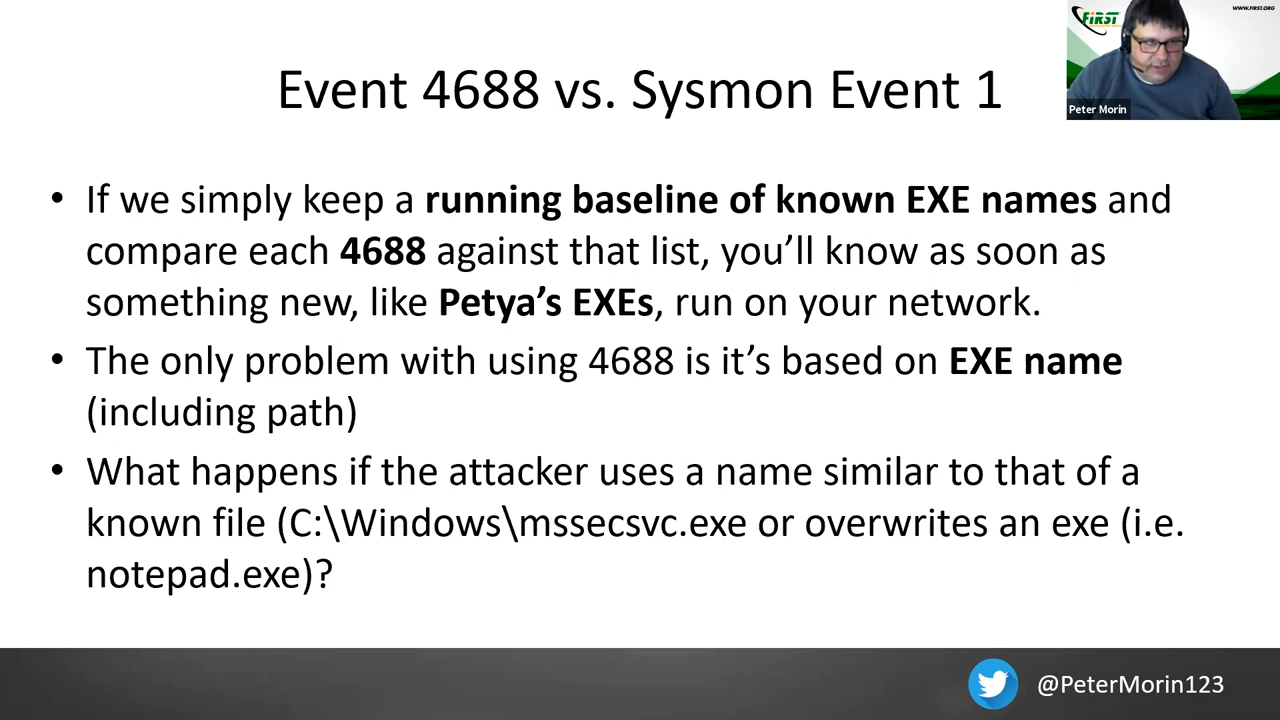 WWW.FIRST.ORG
FIRST
Peter Morin
Event 4688 vs. Sysmon Event 1
• If we simply keep a running baseline of known EXE names and
compare each 4688 against that list, you’ll know as soon as
something new, like Petya’s EXEs, run on your network.
• The only problem with using 4688 is it’s based on EXE name
(including path)
• What happens if the attacker uses a name similar to that of a
known file (C:\Windows\mssecsvc.exe or overwrites an exe (i.e.
notepad.exe)?
@PeterMorin123